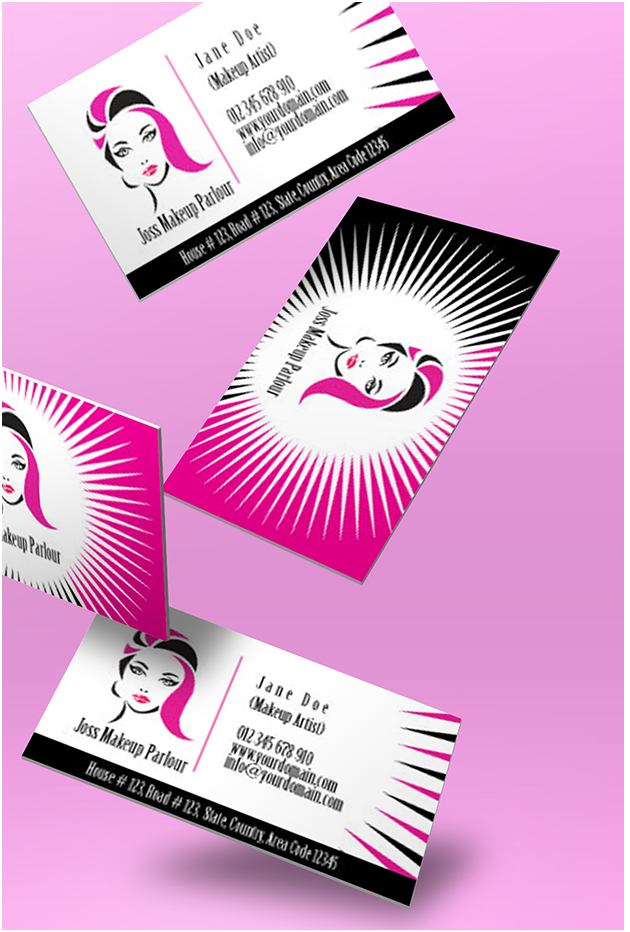 Jane Doe
(Makeup Artist)
012 345 678 910
www.yourdomain.com
info@yourdomain.com
Joss Makeup Parlour
House # 123, Road # 123, State, Country, Area Code 12345
Joss Makeup Parlour
Makeup Parlour
Jane Doe
(Makeup Artist)
012 345 678 910
www.yourdomain.com
info@yourdomain.com
Joss Makeup Parlour
House # 123, Road # 123, State, Country, Area Code 12345